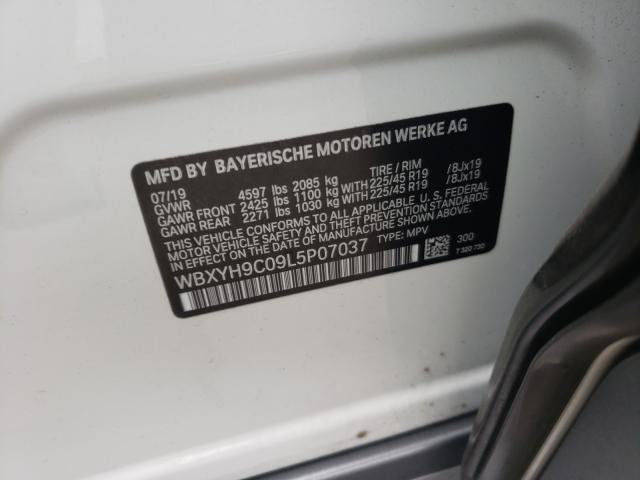 MFD BY BAYERISCHE MOTOREN WERKE AG
07/19 TIRE / RIM
GVWR 4597 lbs 2085 kg
GAWR FRONT 2425 lbs 1100 kg WITH 225/45 R19 /8Jx19
GAWR REAR 2271 lbs 1030 kg WITH 225/45 R19 /8Jx19
THIS VEHICLE CONFORMS TO ALL APPLICABLE U. S. FEDERAL
MOTOR VEHICLE SAFETY AND THEFT PREVENTION STANDARDS
IN EFFECT ON THE DATE OF MANUFACTURE SHOWN ABOVE.
WBXYH9C09L5P07037 TYPE: MPV 300
7 320 730